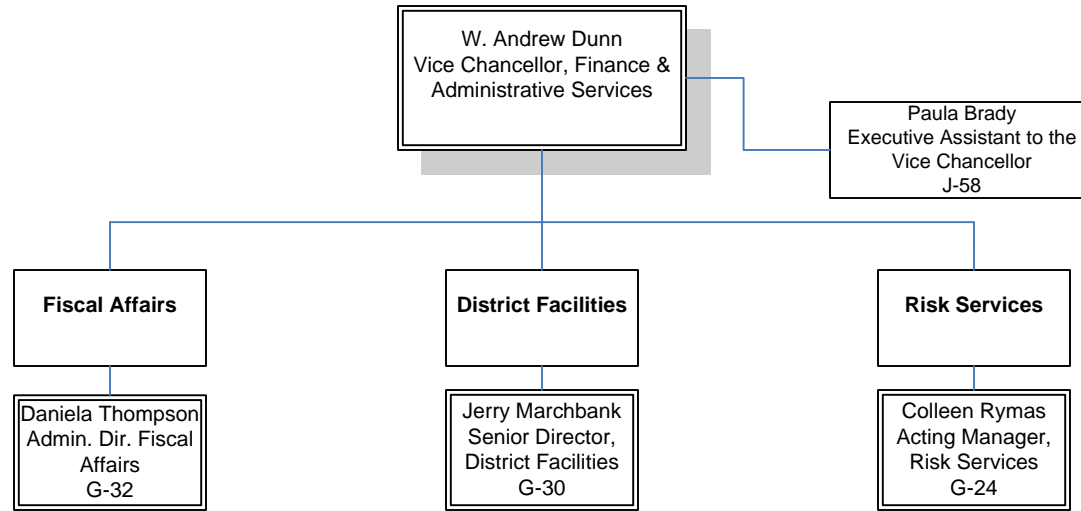 W. Andrew Dunn
Vice Chancellor, Finance &
Administrative Services
Paula Brady
Executive Assistant to the
Vice Chancellor
J-58
Fiscal Affairs
District Facilities
Risk Services
Daniela Thompson
Admin. Dir. Fiscal
Affairs
G-32
Jerry Marchbank
Senior Director,
District Facilities
G-30
Colleen Rymas
Acting Manager,
Risk Services
G-24